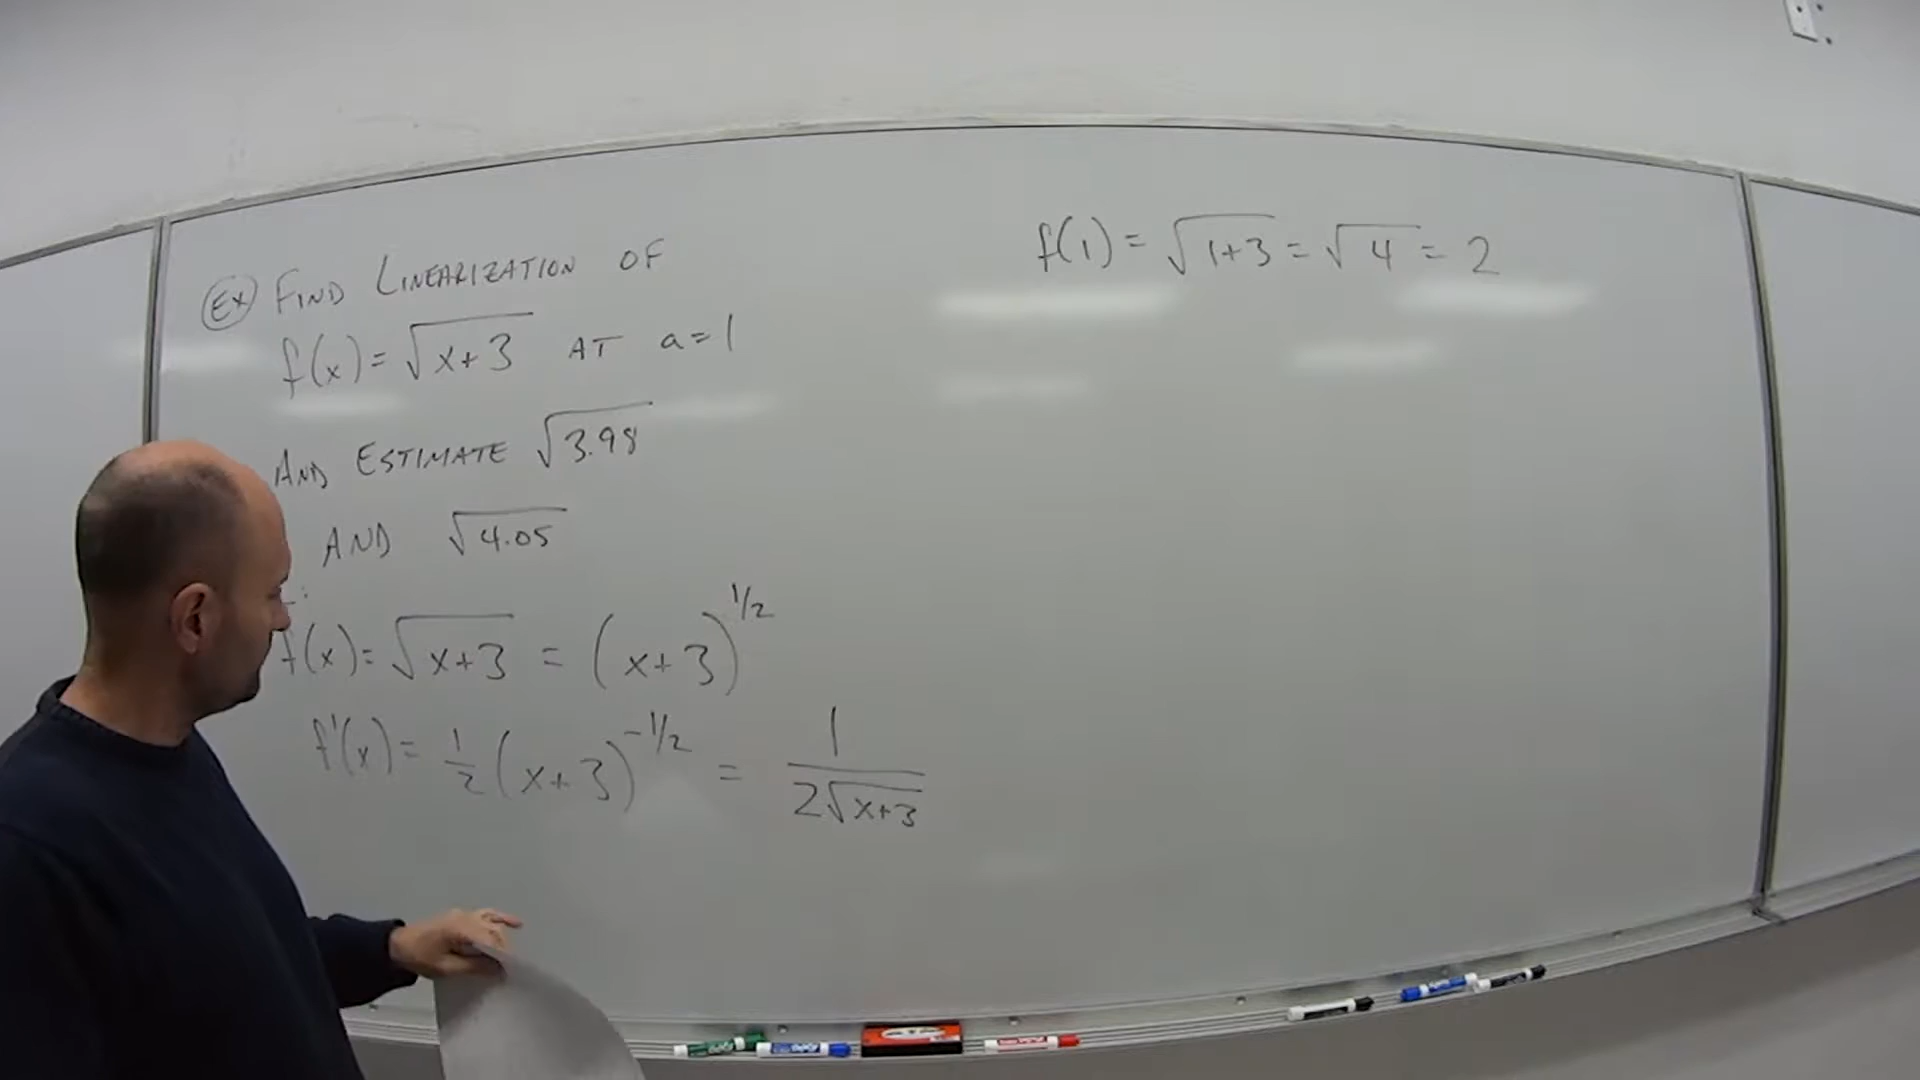 Ex Find Linearization of
f(x) = √(x+3) at a=1
And Estimate √3.98
and √4.05
f(x) = √(x+3) = (x+3)^1/2
f'(x) = 1/2 (x+3)^-1/2 = 1/(2√(x+3))
f(1) = √(1+3) = √4 = 2